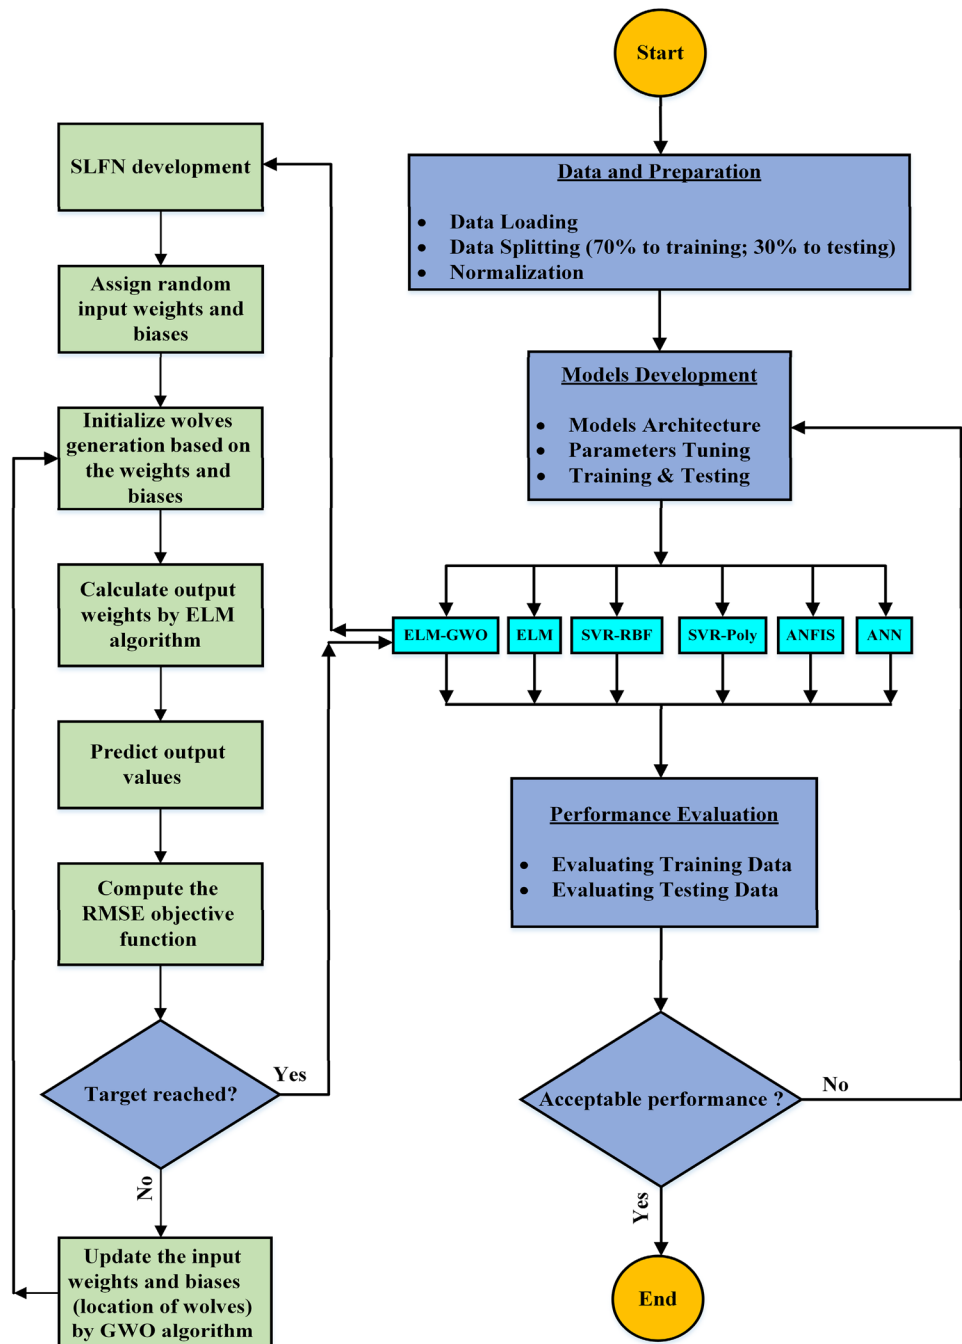 Start
Data and Preparation
• Data Loading
• Data Splitting (70% to training; 30% to testing)
• Normalization
Models Development
• Models Architecture
• Parameters Tuning
• Training & Testing
ELM-GWO
ELM
SVR-RBF
SVR-Poly
ANFIS
ANN
SLFN development
Assign random
input weights and
biases
Initialize wolves
generation based on
the weights and
biases
Calculate output
weights by ELM
algorithm
Predict output
values
Compute the
RMSE objective
function
Target reached?
Yes
No
Update the input
weights and biases
(location of wolves)
by GWO algorithm
Performance Evaluation
• Evaluating Training Data
• Evaluating Testing Data
Acceptable performance ?
No
Yes
End